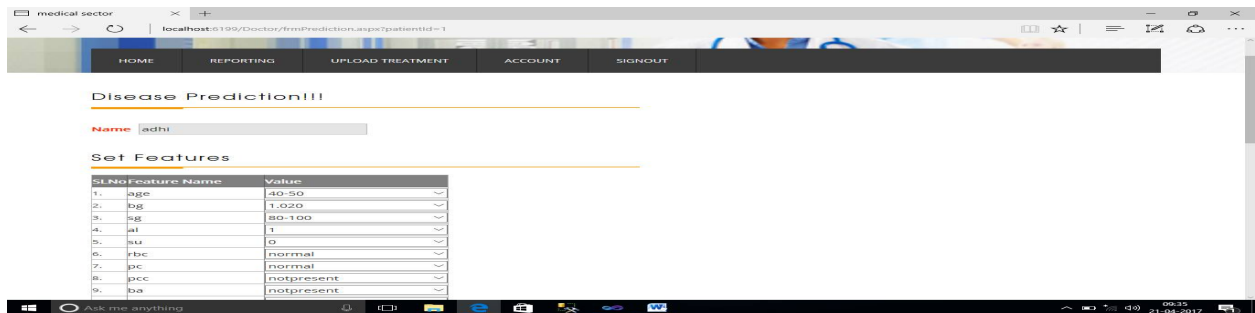 medical sector
localhost:6199/Doctor/frmPrediction.aspx?patientId=1
HOME REPORTING UPLOAD TREATMENT ACCOUNT SIGNOUT
Disease Prediction!!!
Name adhi
Set Features
SLNo Feature Name Value
1. age 40-50
2. bg 1.020
3. sg 80-100
4. al 1
5. su 0
6. rbc normal
7. pc normal
8. pcc notpresent
9. ba notpresent
Ask me anything
09:35
21-04-2017